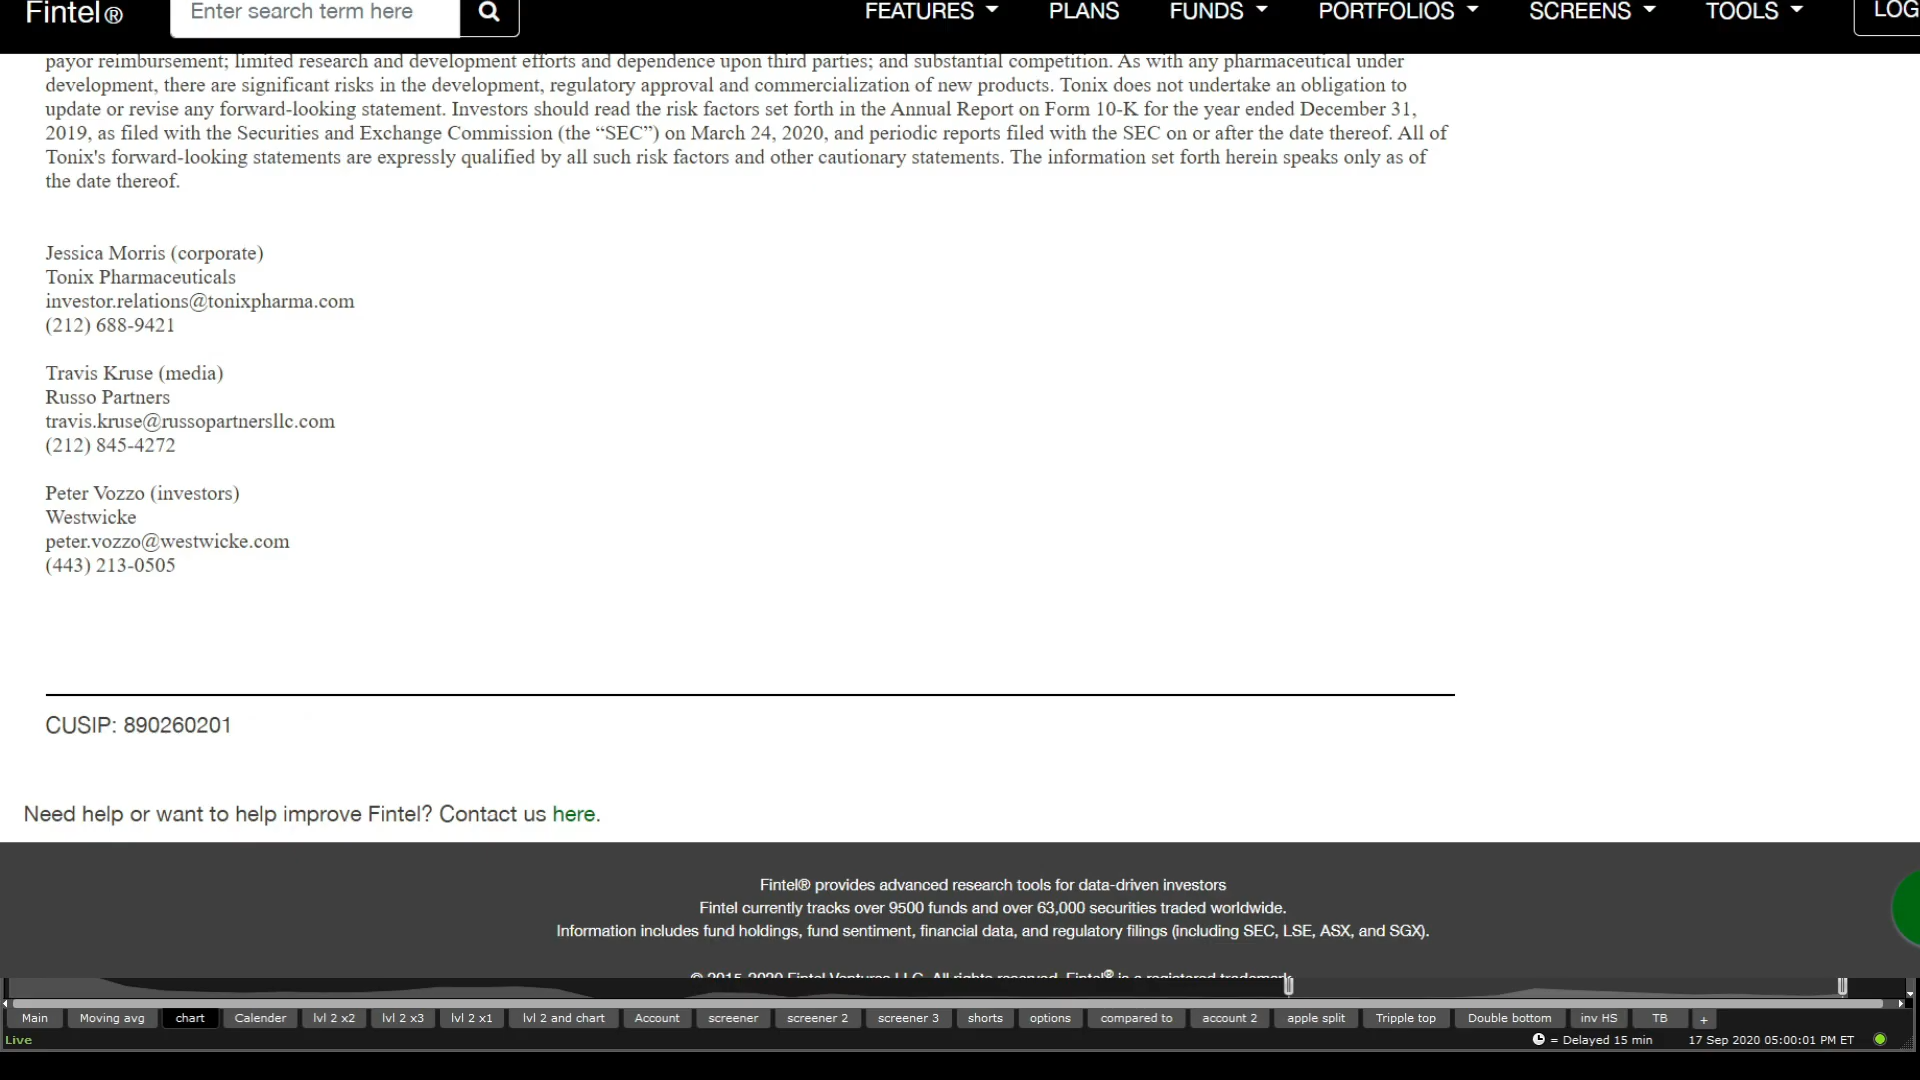 Fintel®
Enter search term here
FEATURES PLANS FUNDS PORTFOLIOS SCREENS TOOLS LOG
payor reimbursement; limited research and development efforts and dependence upon third parties; and substantial competition. As with any pharmaceutical under
development, there are significant risks in the development, regulatory approval and commercialization of new products. Tonix does not undertake an obligation to
update or revise any forward-looking statement. Investors should read the risk factors set forth in the Annual Report on Form 10-K for the year ended December 31,
2019, as filed with the Securities and Exchange Commission (the “SEC”) on March 24, 2020, and periodic reports filed with the SEC on or after the date thereof. All of
Tonix's forward-looking statements are expressly qualified by all such risk factors and other cautionary statements. The information set forth herein speaks only as of
the date thereof.
Jessica Morris (corporate)
Tonix Pharmaceuticals
investor.relations@tonixpharma.com
(212) 688-9421
Travis Kruse (media)
Russo Partners
travis.kruse@russopartnersllc.com
(212) 845-4272
Peter Vozzo (investors)
Westwicke
peter.vozzo@westwicke.com
(443) 213-0505
CUSIP: 890260201
Need help or want to help improve Fintel? Contact us here.
Fintel® provides advanced research tools for data-driven investors
Fintel currently tracks over 9500 funds and over 63,000 securities traded worldwide.
Information includes fund holdings, fund sentiment, financial data, and regulatory filings (including SEC, LSE, ASX, and SGX).
© 2015-2020 Fintel Ventures LLC. All rights reserved. Fintel® is a registered trademark
Main Moving avg chart Calender lvl 2 x2 lvl 2 x3 lvl 2 x1 lvl 2 and chart Account screener screener 2 screener 3 shorts options compared to account 2 apple split Tripple top Double bottom inv HS TB +
Live = Delayed 15 min 17 Sep 2020 05:00:01 PM ET